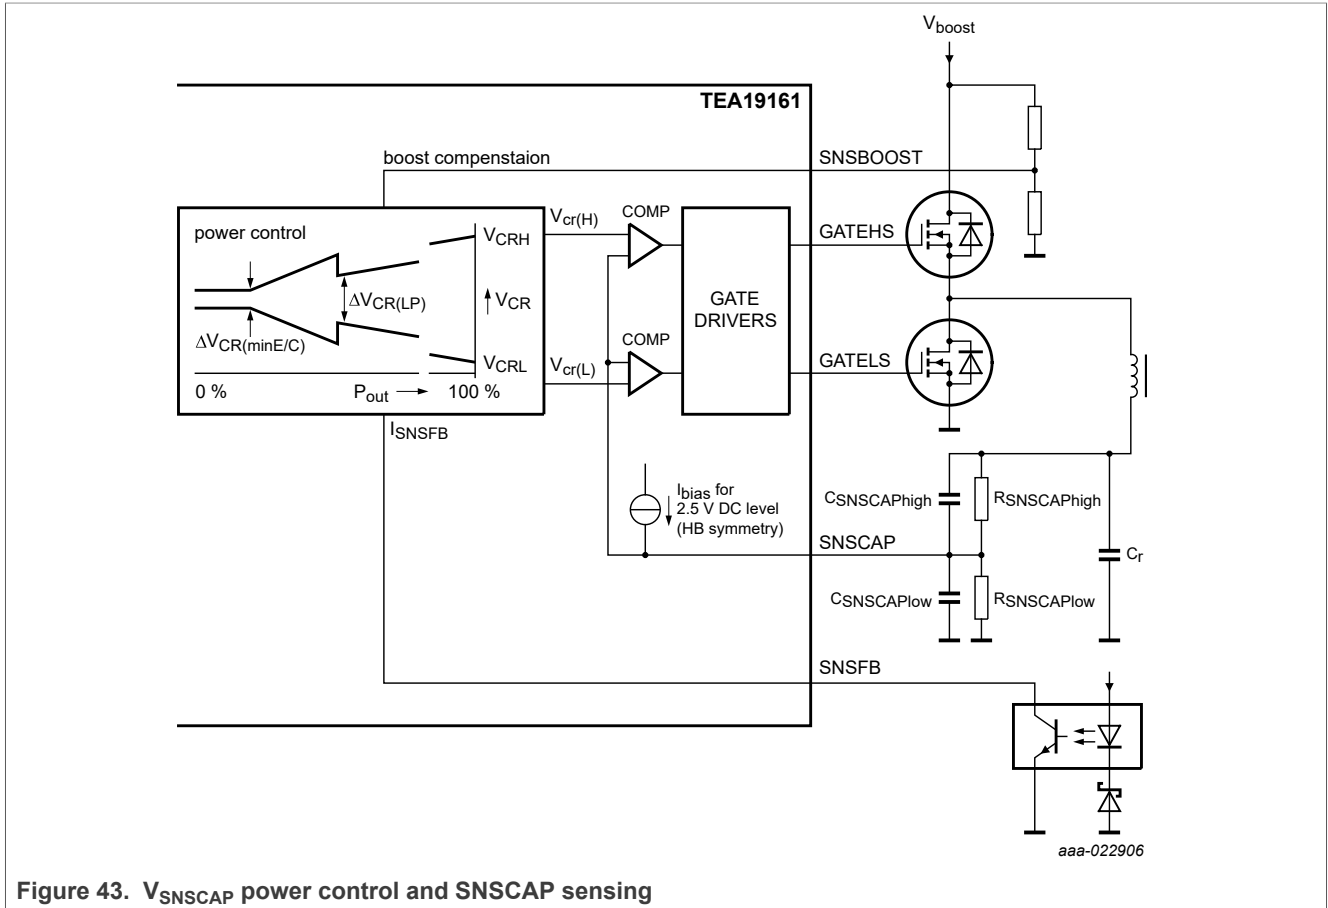 Vboost
TEA19161
boost compenstaion
SNSBOOST
power control
VCRH
Vcr(H)
COMP
GATEHS
ΔVCR(LP)
VCR
GATE
DRIVERS
ΔVCR(minE/C)
VCRL
Vcr(L)
COMP
GATELS
0 %
Pout
100 %
ISNSFB
Ibias for
2.5 V DC level
(HB symmetry)
CSNSCAPhigh
RSNSCAPhigh
SNSCAP
Cr
CSNSCAPlow
RSNSCAPlow
SNSFB
aaa-022906
Figure 43. VSNSCAP power control and SNSCAP sensing